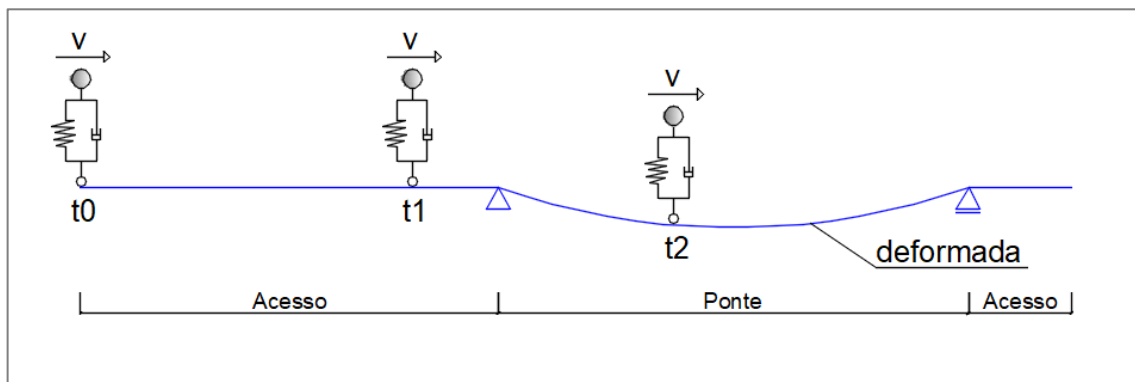 v
v
v
t0
t1
t2
deformada
Acesso
Ponte
Acesso